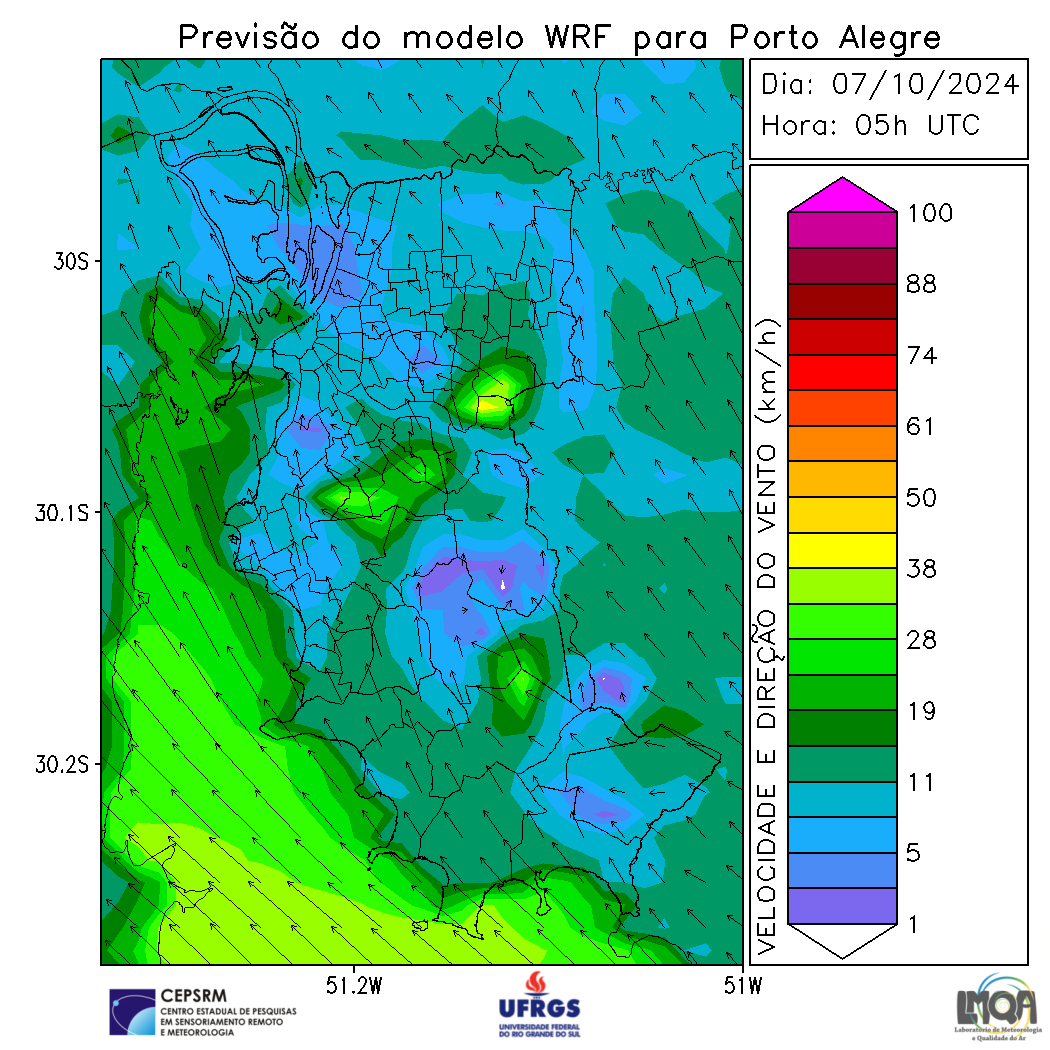 Previsão do modelo WRF para Porto Alegre
Dia: 07/10/2024
Hora: 05h UTC
30S
30.1S
30.2S
51.2W
51W
VELOCIDADE E DIREÇÃO DO VENTO (km/h)
100
88
74
61
50
38
28
19
11
5
1
CEPSRM
CENTRO ESTADUAL DE PESQUISAS
EM SENSORIAMENTO REMOTO
E METEOROLOGIA
UFRGS
UNIVERSIDADE FEDERAL
DO RIO GRANDE DO SUL
LMQA
Laboratório de Meteorologia
e Qualidade do Ar